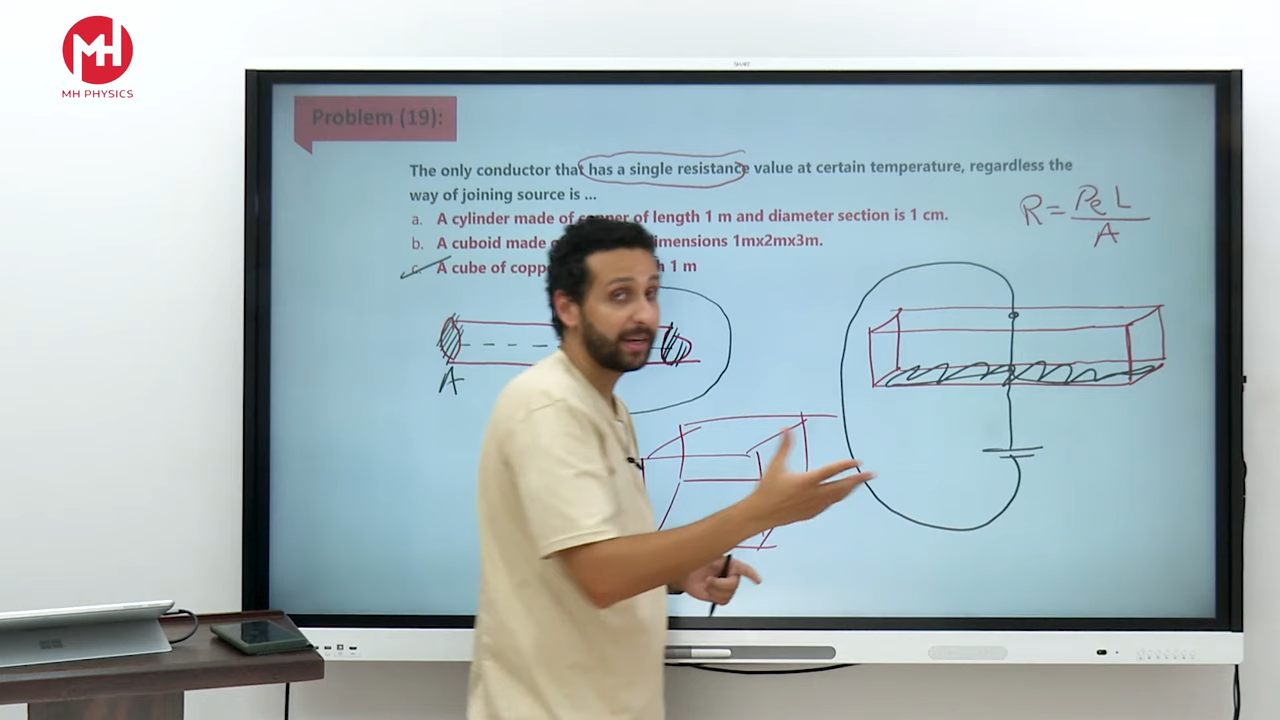 MH
MH PHYSICS
SHARP
Problem (19):
The only conductor that has a single resistance value at certain temperature, regardless the
way of joining source is ...
a. A cylinder made of copper of length 1 m and diameter section is 1 cm.
b. A cuboid made dimensions 1mx2mx3m.
c. A cube of 1 m
R = ρe L
A
A